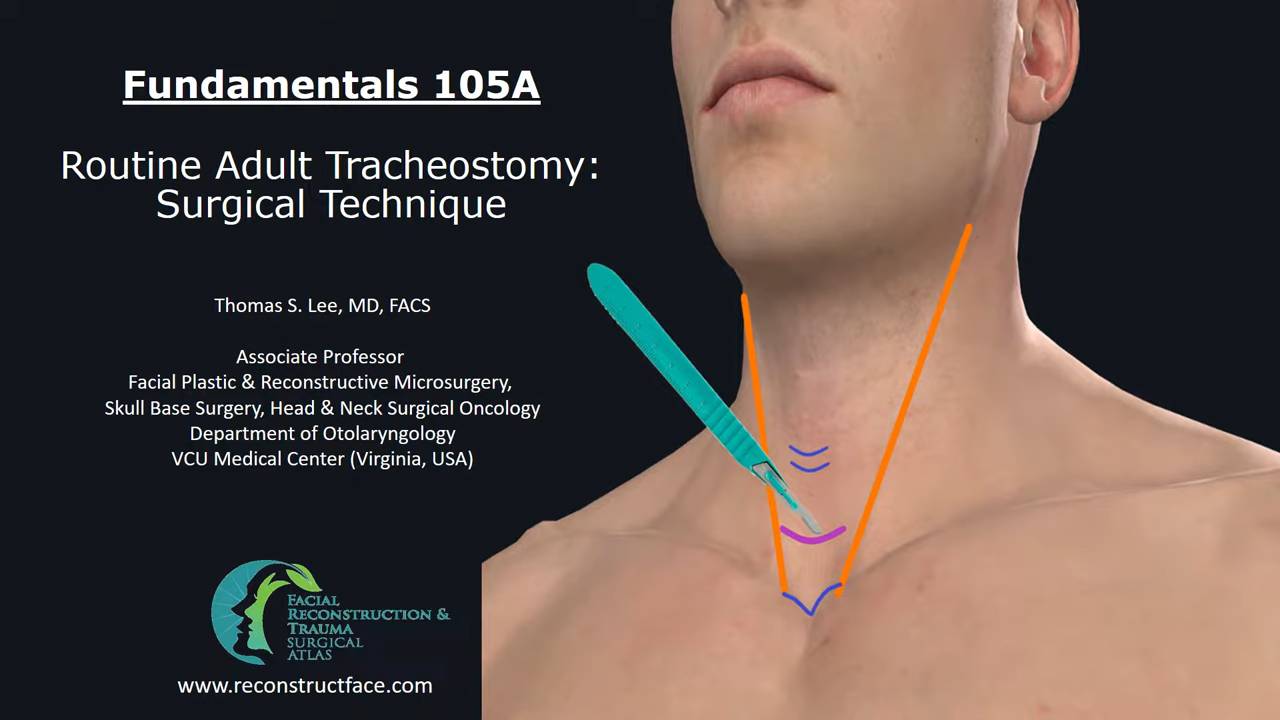 Fundamentals 105A
Routine Adult Tracheostomy:
Surgical Technique
Thomas S. Lee, MD, FACS
Associate Professor
Facial Plastic & Reconstructive Microsurgery,
Skull Base Surgery, Head & Neck Surgical Oncology
Department of Otolaryngology
VCU Medical Center (Virginia, USA)
FACIAL
RECONSTRUCTION &
TRAUMA
SURGICAL
ATLAS
www.reconstructface.com